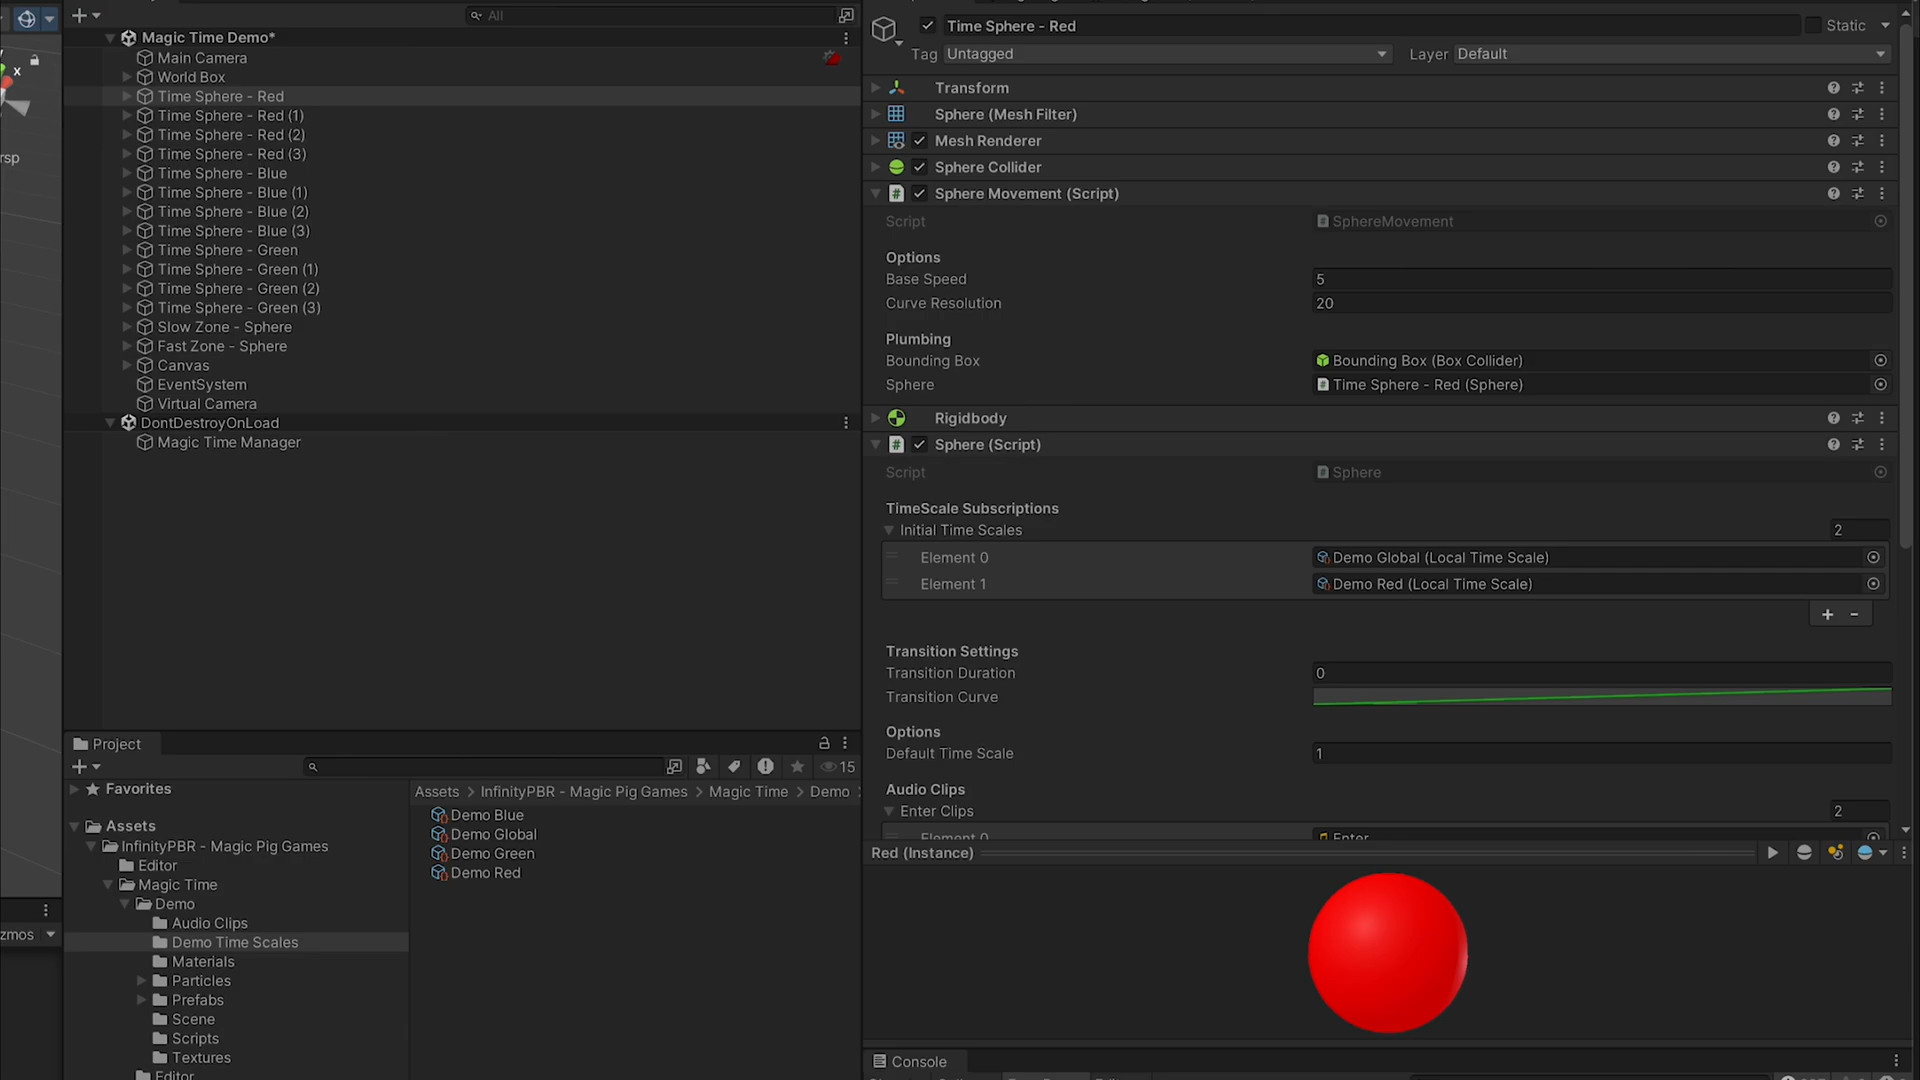 All
Magic Time Demo*
Main Camera
World Box
Time Sphere - Red
Time Sphere - Red (1)
Time Sphere - Red (2)
Time Sphere - Red (3)
Time Sphere - Blue
Time Sphere - Blue (1)
Time Sphere - Blue (2)
Time Sphere - Blue (3)
Time Sphere - Green
Time Sphere - Green (1)
Time Sphere - Green (2)
Time Sphere - Green (3)
Slow Zone - Sphere
Fast Zone - Sphere
Canvas
EventSystem
Virtual Camera
DontDestroyOnLoad
Magic Time Manager
x
rsp
zmos
Project
15
Favorites
Assets
InfinityPBR - Magic Pig Games
Editor
Magic Time
Demo
Audio Clips
Demo Time Scales
Materials
Particles
Prefabs
Scene
Scripts
Textures
Editor
Assets > InfinityPBR - Magic Pig Games > Magic Time > Demo
Demo Blue
Demo Global
Demo Green
Demo Red
Time Sphere - Red Static
Tag Untagged Layer Default
Transform
Sphere (Mesh Filter)
Mesh Renderer
Sphere Collider
# Sphere Movement (Script)
Script SphereMovement
Options
Base Speed 5
Curve Resolution 20
Plumbing
Bounding Box Bounding Box (Box Collider)
Sphere Time Sphere - Red (Sphere)
Rigidbody
# Sphere (Script)
Script Sphere
TimeScale Subscriptions
Initial Time Scales 2
Element 0 Demo Global (Local Time Scale)
Element 1 Demo Red (Local Time Scale)
+ -
Transition Settings
Transition Duration 0
Transition Curve
Options
Default Time Scale 1
Audio Clips
Enter Clips 2
Element 0 Enter
Red (Instance)
Console